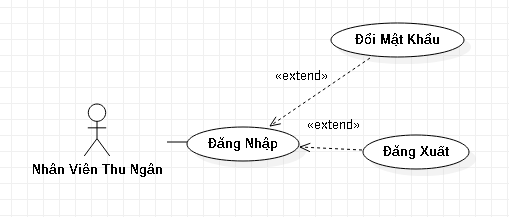 Đổi Mật Khẩu
«extend»
«extend»
Đăng Nhập
Đăng Xuất
Nhân Viên Thu Ngân